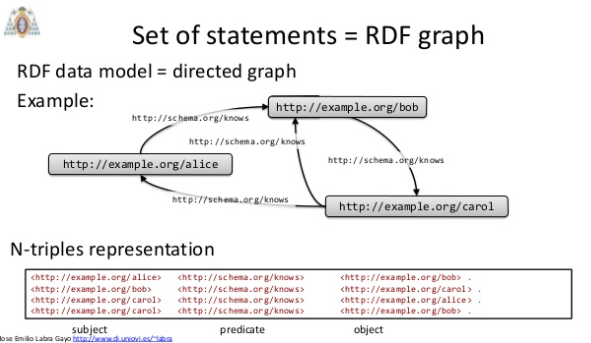 Set of statements = RDF graph
RDF data model = directed graph
Example:
http://example.org/bob
http://schema.org/knows
http://schema.org/knows
http://schema.org/knows
http://example.org/alice
http://schema.org/knows
http://example.org/carol
N-triples representation
<http://example.org/alice> <http://schema.org/knows> <http://example.org/bob> .
<http://example.org/bob> <http://schema.org/knows> <http://example.org/carol> .
<http://example.org/carol> <http://schema.org/knows> <http://example.org/alice> .
<http://example.org/carol> <http://schema.org/knows> <http://example.org/bob> .
subject predicate object
Jose Emilio Labra Gayo http://www.di.uniovi.es/~labra